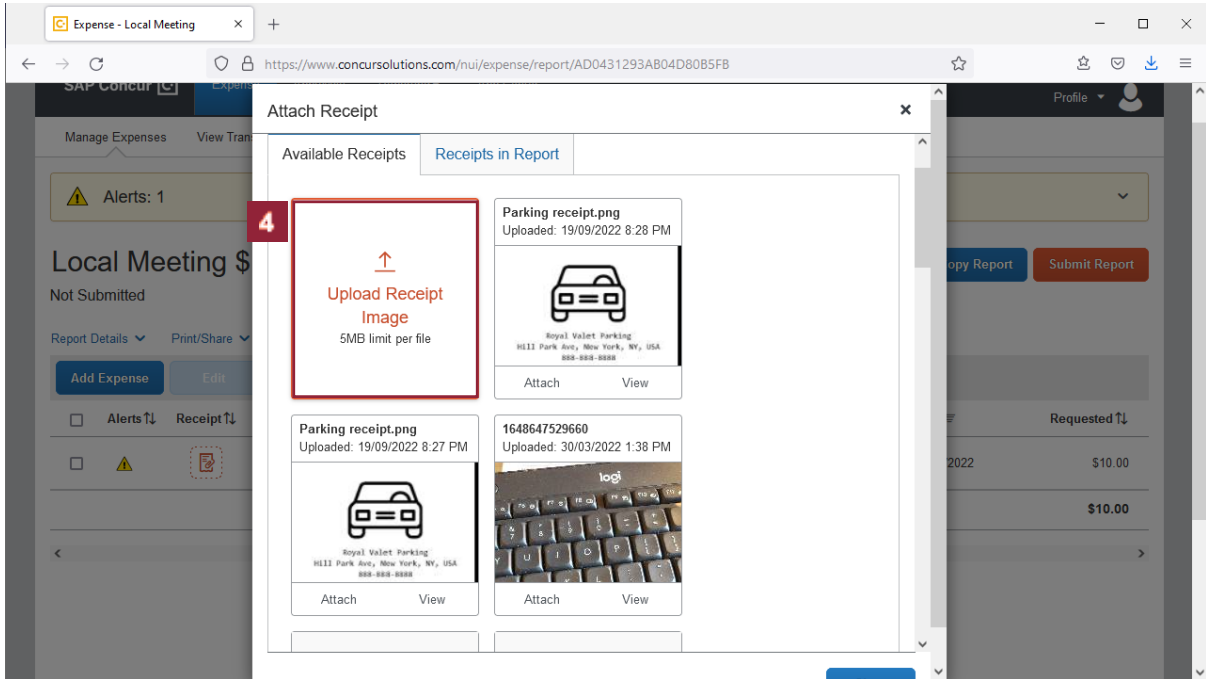 Expense - Local Meeting
https://www.concursolutions.com/nui/expense/report/AD0431293AB04D80B5FB
SAP Concur C
Profile
Manage Expenses
Alerts: 1
Local Meeting $
Not Submitted
Report Details
Print/Share
Copy Report
Submit Report
Add Expense
Edit
Alerts
Receipt
Requested
2022
$10.00
$10.00
Attach Receipt
Available Receipts
Receipts in Report
4
Upload Receipt
Image
5MB limit per file
Parking receipt.png
Uploaded: 19/09/2022 8:28 PM
Royal Valet Parking
Hill Park Ave, New York, NY, USA
888-888-8888
Attach
View
Parking receipt.png
Uploaded: 19/09/2022 8:27 PM
Royal Valet Parking
Hill Park Ave, New York, NY, USA
888-888-8888
Attach
View
1648647529660
Uploaded: 30/03/2022 1:38 PM
logi
Attach
View